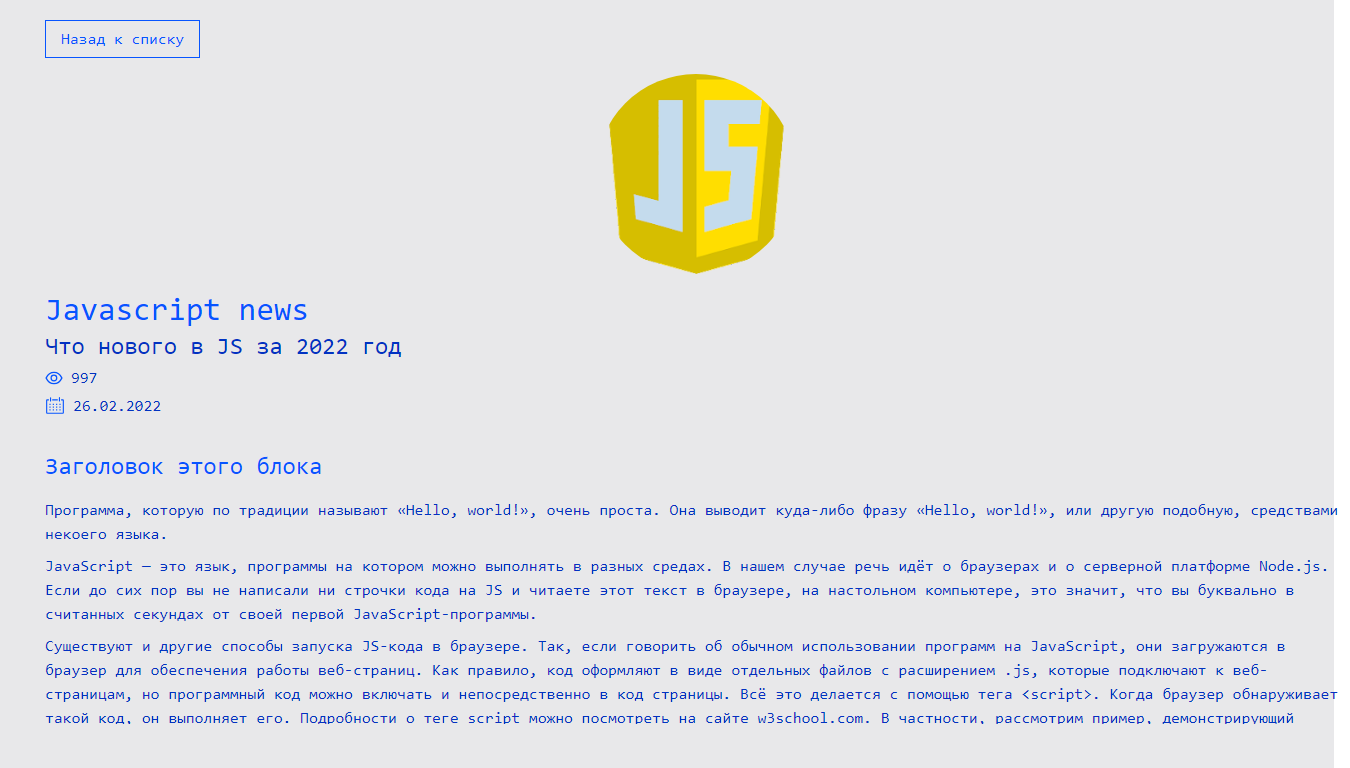 Назад к списку
JS
Javascript news
Что нового в JS за 2022 год
997
26.02.2022
Заголовок этого блока
Программа, которую по традиции называют «Hello, world!», очень проста. Она выводит куда-либо фразу «Hello, world!», или другую подобную, средствами
некоего языка.
JavaScript — это язык, программы на котором можно выполнять в разных средах. В нашем случае речь идёт о браузерах и о серверной платформе Node.js.
Если до сих пор вы не написали ни строчки кода на JS и читаете этот текст в браузере, на настольном компьютере, это значит, что вы буквально в
считанных секундах от своей первой JavaScript-программы.
Существуют и другие способы запуска JS-кода в браузере. Так, если говорить об обычном использовании программ на JavaScript, они загружаются в
браузер для обеспечения работы веб-страниц. Как правило, код оформляют в виде отдельных файлов с расширением .js, которые подключают к веб-
страницам, но программный код можно включать и непосредственно в код страницы. Всё это делается с помощью тега <script>. Когда браузер обнаруживает
такой код, он выполняет его. Подробности о теге script можно посмотреть на сайте w3school.com. В частности, рассмотрим пример, демонстрирующий